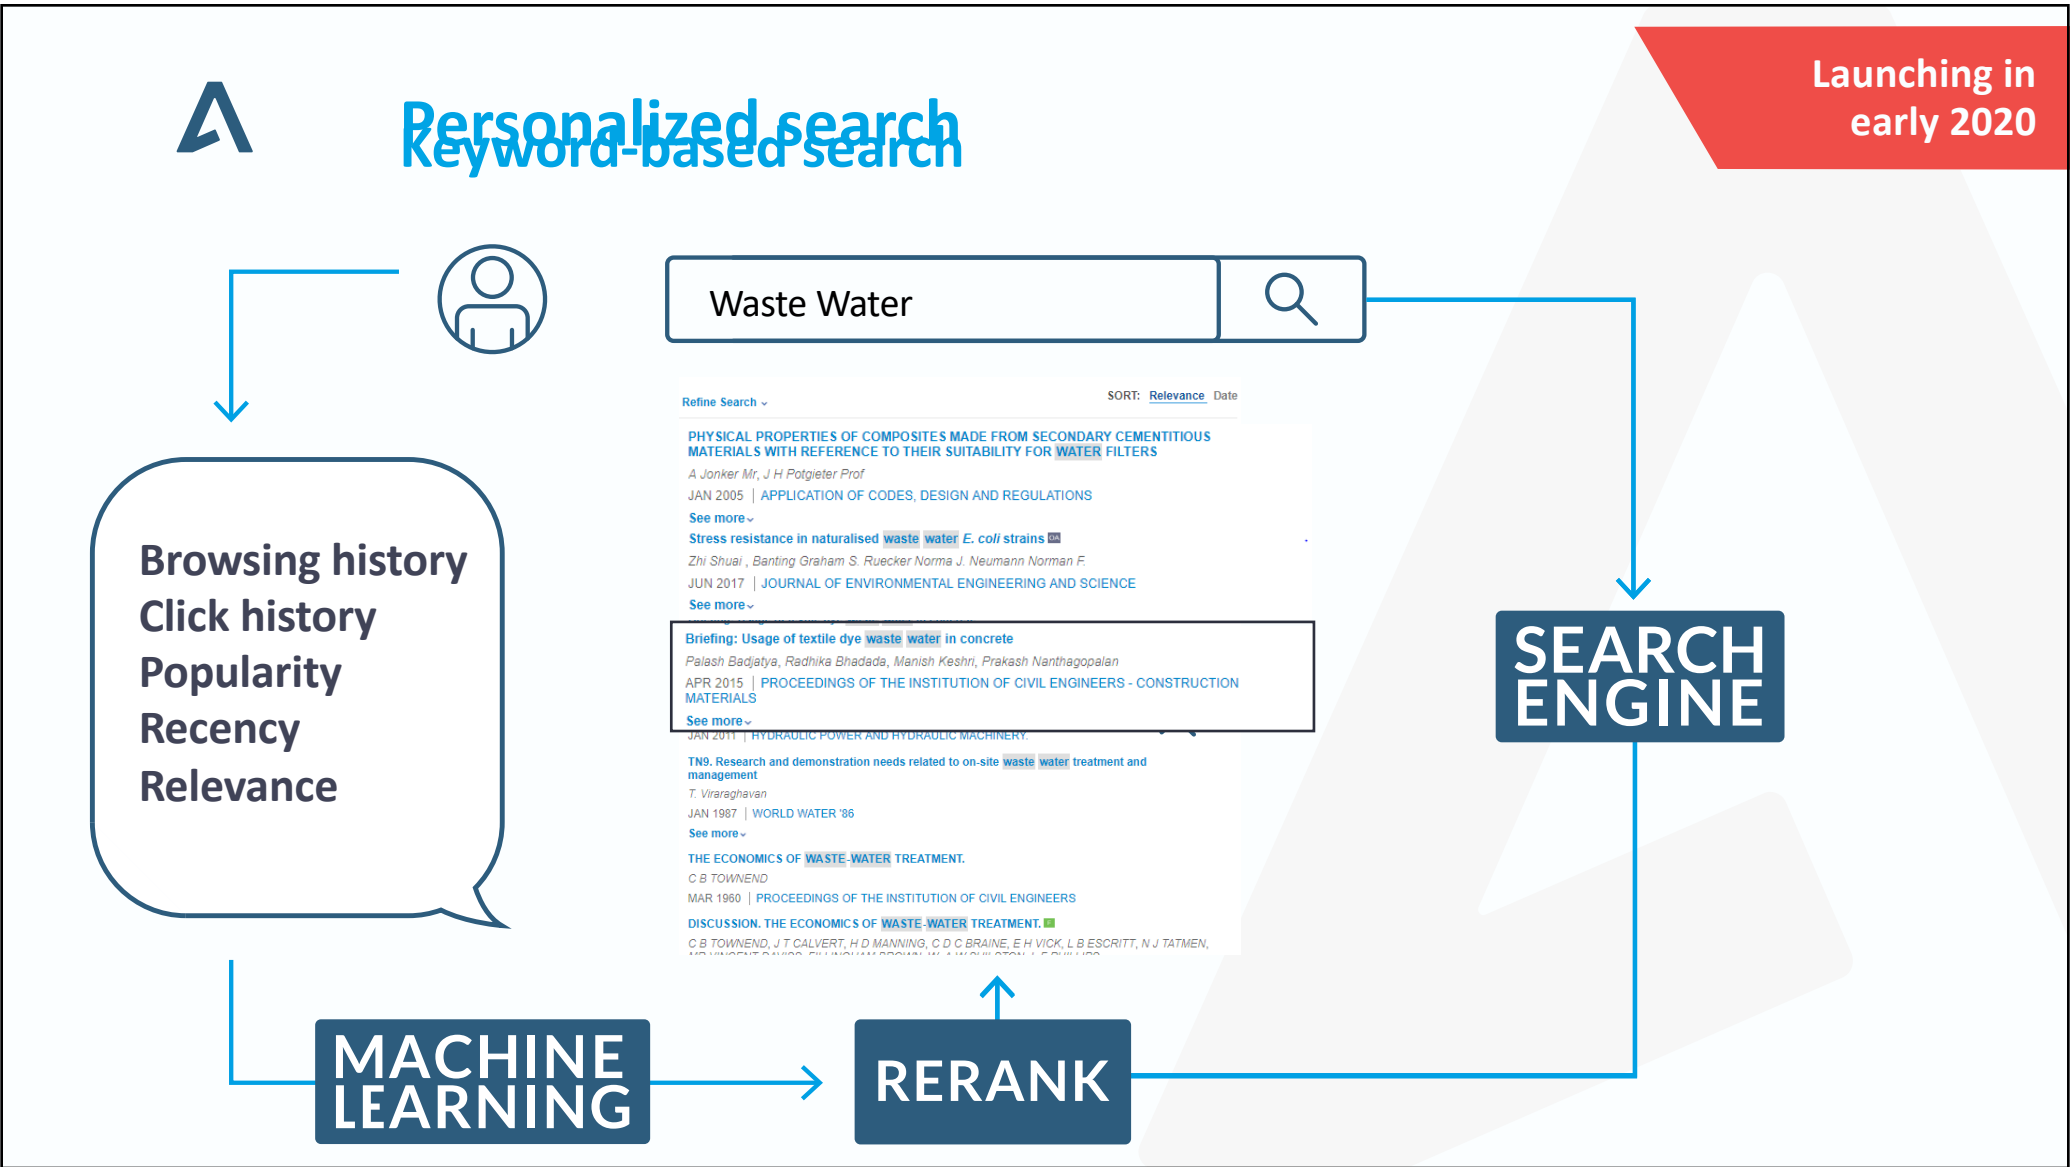 Launching in
early 2020
Personalized search
Keyword-based search
Waste Water
Refine Search
SORT: Relevance Date
PHYSICAL PROPERTIES OF COMPOSITES MADE FROM SECONDARY CEMENTITIOUS
MATERIALS WITH REFERENCE TO THEIR SUITABILITY FOR WATER FILTERS
A Jonker Mr, J H Potgieter Prof
JAN 2005 | APPLICATION OF CODES, DESIGN AND REGULATIONS
See more
Stress resistance in naturalised waste water E. coli strains OA
Zhi Shuai , Banting Graham S. Ruecker Norma J. Neumann Norman F.
JUN 2017 | JOURNAL OF ENVIRONMENTAL ENGINEERING AND SCIENCE
See more
Briefing: Usage of textile dye waste water in concrete
Palash Badjatya, Radhika Bhadada, Manish Keshri, Prakash Nanthagopalan
APR 2015 | PROCEEDINGS OF THE INSTITUTION OF CIVIL ENGINEERS - CONSTRUCTION
MATERIALS
See more
JAN 2011 | HYDRAULIC POWER AND HYDRAULIC MACHINERY.
TN9. Research and demonstration needs related to on-site waste water treatment and
management
T. Viraraghavan
JAN 1987 | WORLD WATER '86
See more
THE ECONOMICS OF WASTE-WATER TREATMENT.
C B TOWNEND
MAR 1960 | PROCEEDINGS OF THE INSTITUTION OF CIVIL ENGINEERS
DISCUSSION. THE ECONOMICS OF WASTE-WATER TREATMENT. F
C B TOWNEND, J T CALVERT, H D MANNING, C D C BRAINE, E H VICK, L B ESCRITT, N J TATMEN,
Browsing history
Click history
Popularity
Recency
Relevance
SEARCH
ENGINE
MACHINE
LEARNING
RERANK